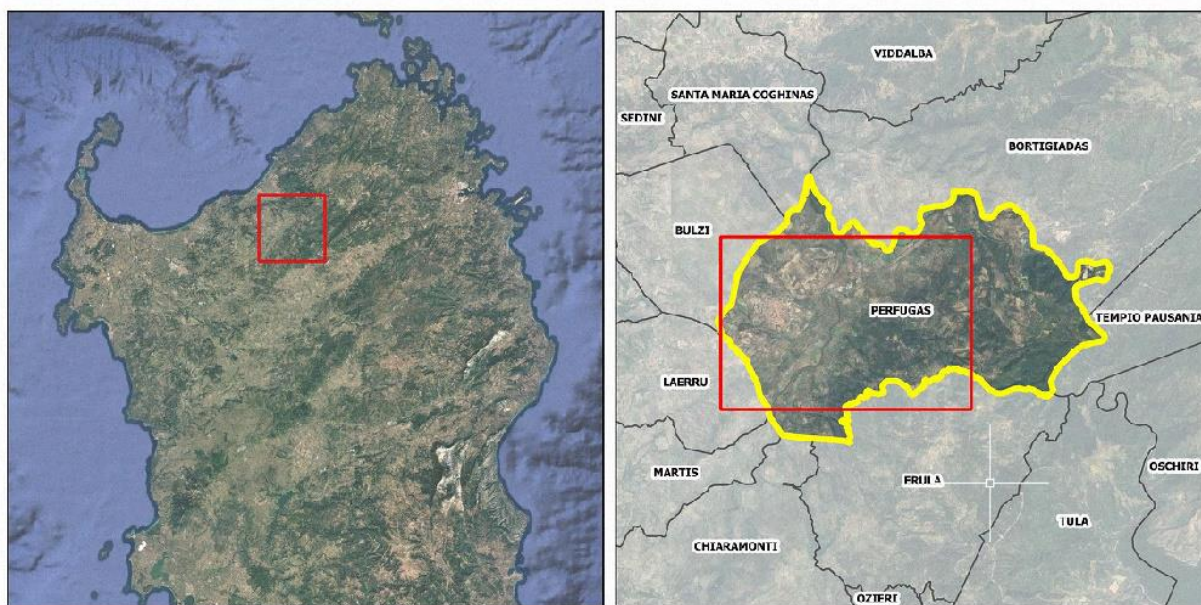 VIDDALBA
SANTA MARIA COGHINAS
SEDINI
BORTIGIADAS
BULZI
PERFUGAS
TEMPIO PAUSANIA
LAERRU
MARTIS
ERULA
OSCHIRI
TULA
CHIARAMONTI
OZIERI